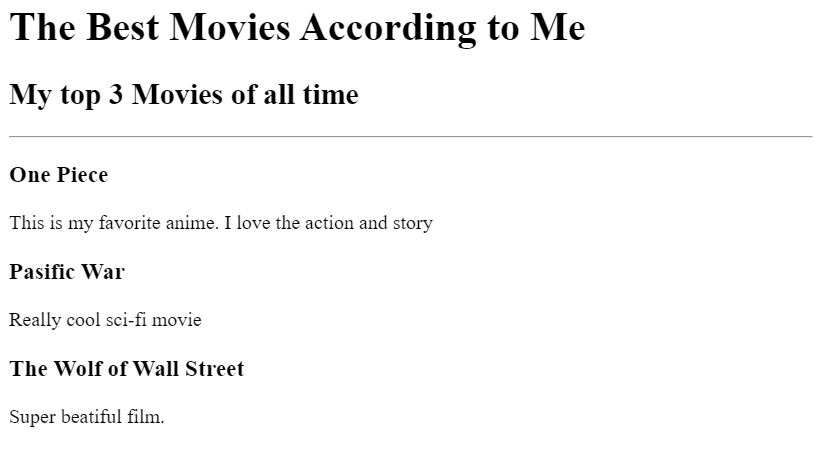 The Best Movies According to Me
My top 3 Movies of all time
One Piece
This is my favorite anime. I love the action and story
Pasific War
Really cool sci-fi movie
The Wolf of Wall Street
Super beatiful film.